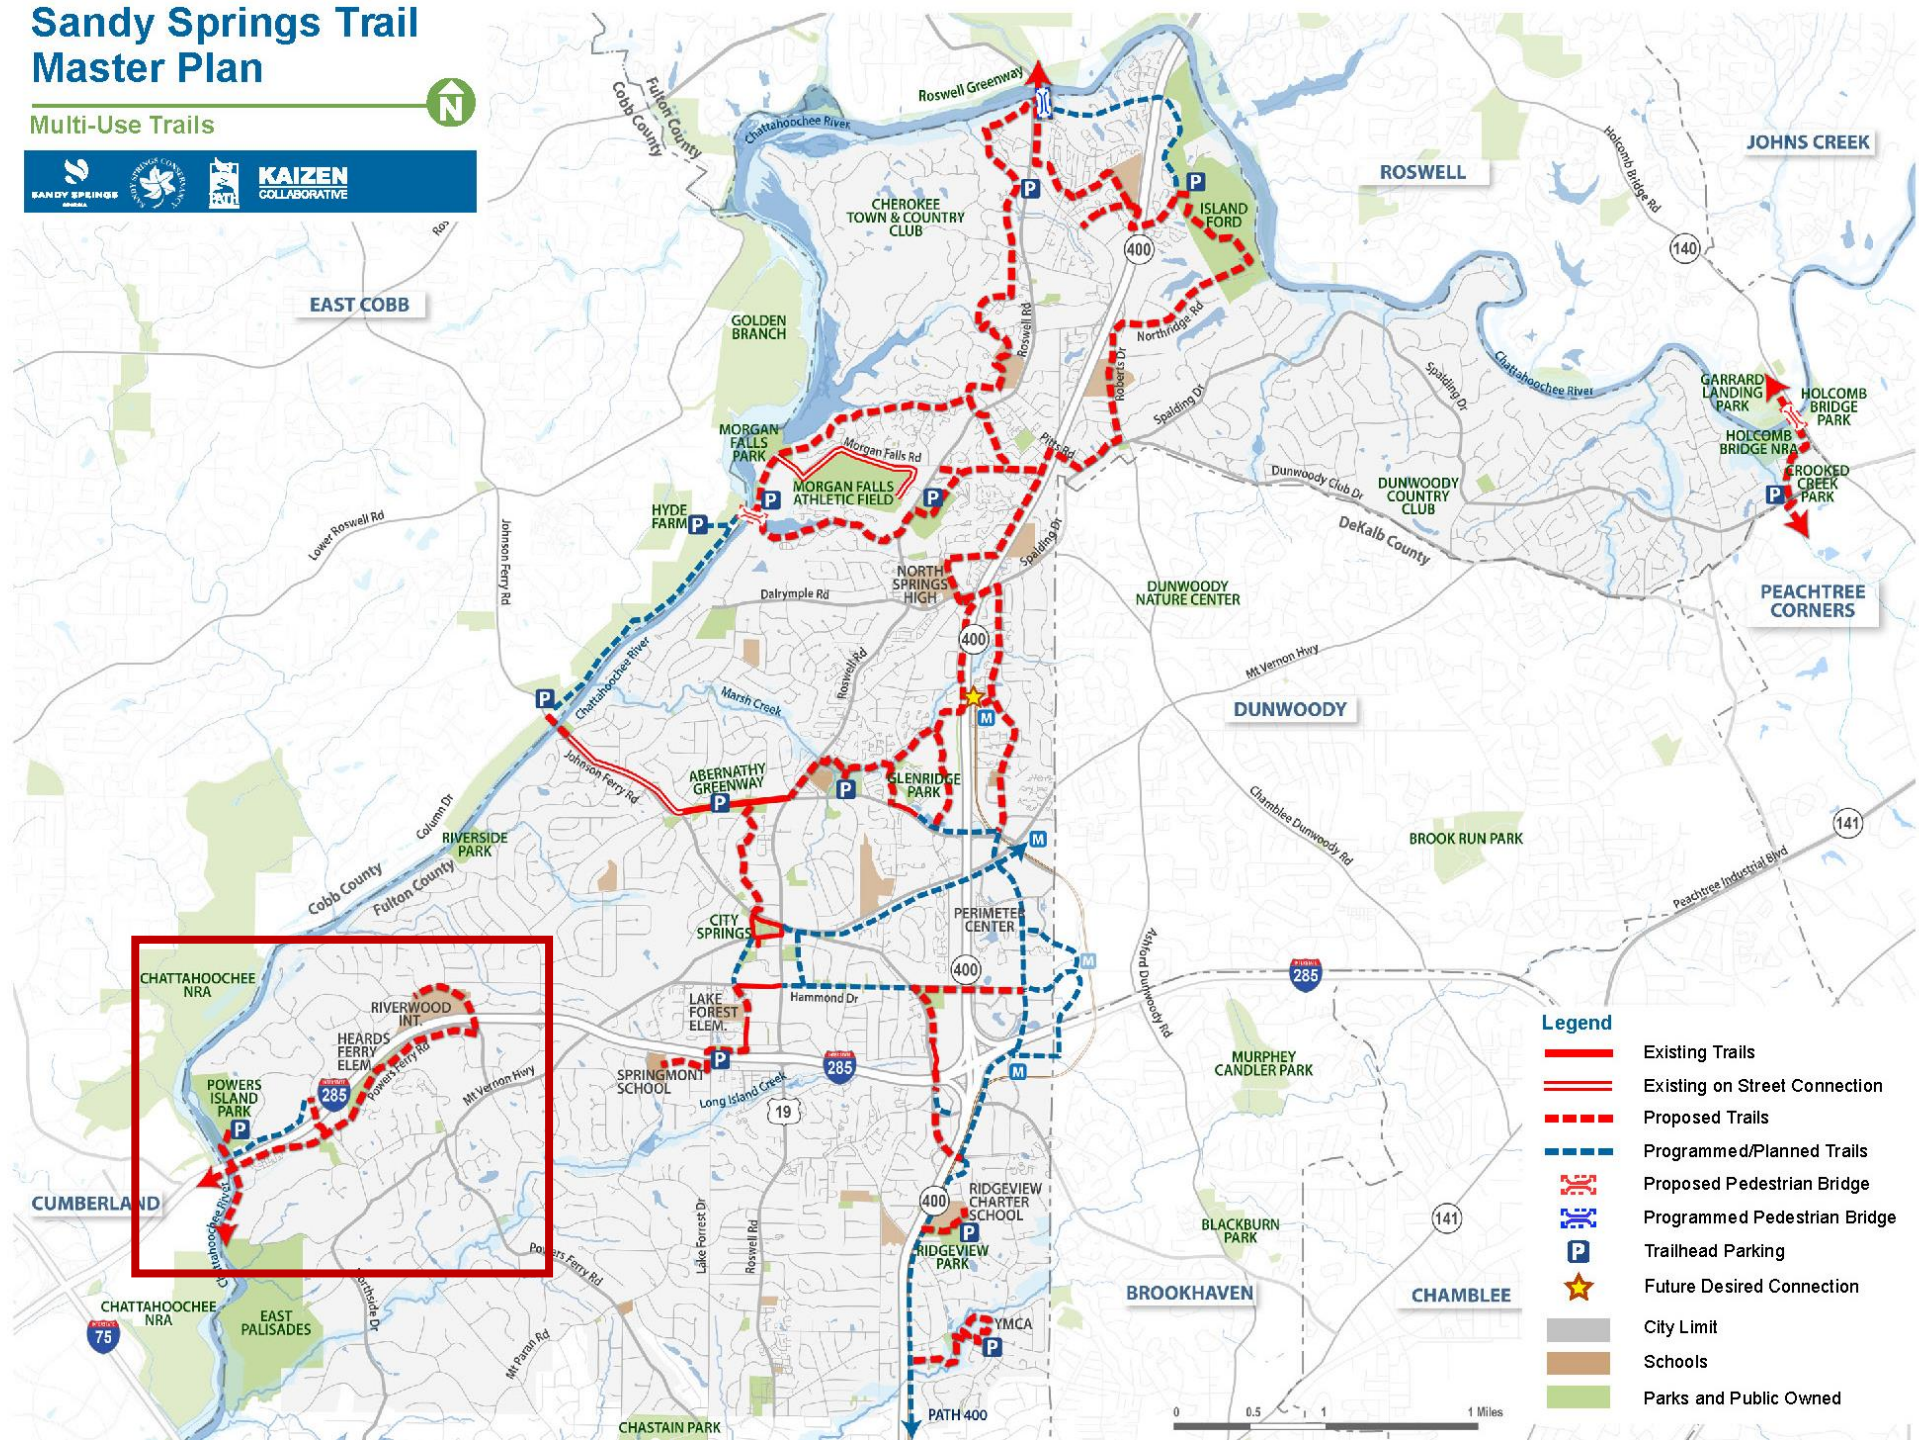 Sandy Springs Trail
Master Plan
N
Multi-Use Trails
SANDY SPRINGS
GEORGIA
SANDY SPRINGS CONSERVANCY
PATH
KAIZEN
COLLABORATIVE
Roswell Greenway
Fulton County
Cobb County
Chattahoochee River
JOHNS CREEK
ROSWELL
Holcomb Bridge Rd
140
P
P
CHEROKEE
TOWN & COUNTRY
CLUB
ISLAND
FORD
400
Ros
EAST COBB
GOLDEN
BRANCH
Roswell Rd
Northridge Rd
Roberts Dr
Spalding Dr
Spalding Dr
Chattahoochee River
GARRARD
LANDING
PARK
HOLCOMB
BRIDGE
PARK
HOLCOMB
BRIDGE NRA
CROOKED
CREEK
PARK
P
MORGAN
FALLS
PARK
Morgan Falls Rd
Pitts Rd
MORGAN FALLS
ATHLETIC FIELD
P
P
HYDE
FARM
P
Lower Roswell Rd
Johnson Ferry Rd
Dunwoody Club Dr
DUNWOODY
COUNTRY
CLUB
DeKalb County
Spalding Dr
NORTH
SPRINGS
HIGH
Dalrymple Rd
DUNWOODY
NATURE CENTER
PEACHTREE
CORNERS
400
Chattahoochee River
Roswell Rd
Mt Vernon Hwy
P
Marsh Creek
M
DUNWOODY
Johnson Ferry Rd
ABERNATHY
GREENWAY
P
P
GLENRIDGE
PARK
Column Dr
RIVERSIDE
PARK
Chamblee Dunwoody Rd
BROOK RUN PARK
141
M
Cobb County
Fulton County
Peachtree Industrial Blvd
CITY
SPRINGS
PERIMETER
CENTER
Ashford Dunwoody Rd
M
400
285
CHATTAHOOCHEE
NRA
RIVERWOOD
INT.
HEARDS
FERRY
ELEM.
Powers Ferry Rd
LAKE
FOREST
ELEM.
Hammond Dr
P
285
M
SPRINGMONT
SCHOOL
Long Island Creek
19
MURPHEY
CANDLER PARK
POWERS
ISLAND
PARK
P
285
Mt Vernon Hwy
CUMBERLAND
Chattahoochee River
400
RIDGEVIEW
CHARTER
SCHOOL
P
RIDGEVIEW
PARK
BLACKBURN
PARK
141
Powers Ferry Rd
Lake Forrest Dr
Roswell Rd
Northside Dr
BROOKHAVEN
CHAMBLEE
CHATTAHOOCHEE
NRA
75
EAST
PALISADES
Mt Paran Rd
YMCA
P
CHASTAIN PARK
PATH 400
0 0.5 1 1 Miles
Legend
Existing Trails
Existing on Street Connection
Proposed Trails
Programmed/Planned Trails
Proposed Pedestrian Bridge
Programmed Pedestrian Bridge
P Trailhead Parking
Future Desired Connection
City Limit
Schools
Parks and Public Owned